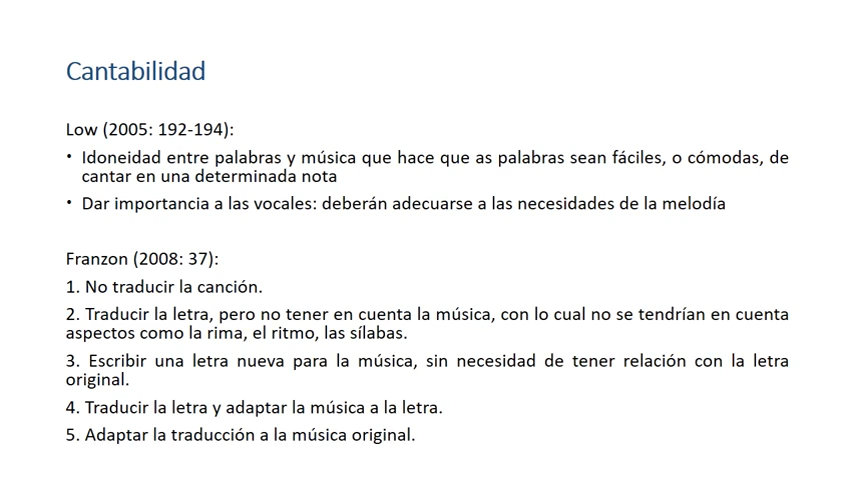 Cantabilidad
Low (2005: 192-194):
• Idoneidad entre palabras y música que hace que as palabras sean fáciles, o cómodas, de
cantar en una determinada nota
• Dar importancia a las vocales: deberán adecuarse a las necesidades de la melodía
Franzon (2008: 37):
1. No traducir la canción.
2. Traducir la letra, pero no tener en cuenta la música, con lo cual no se tendrían en cuenta
aspectos como la rima, el ritmo, las sílabas.
3. Escribir una letra nueva para la música, sin necesidad de tener relación con la letra
original.
4. Traducir la letra y adaptar la música a la letra.
5. Adaptar la traducción a la música original.